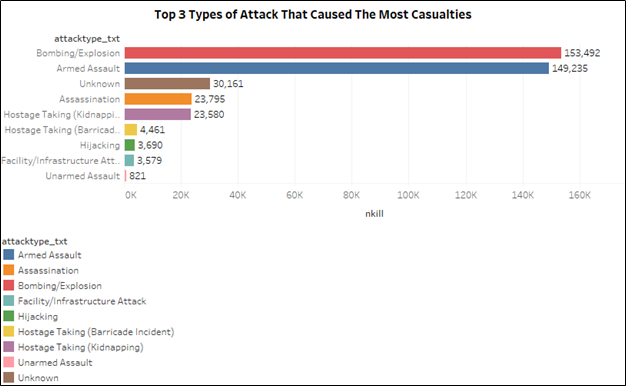 Top 3 Types of Attack That Caused The Most Casualties
attacktype_txt
Bombing/Explosion 153,492
Armed Assault 149,235
Unknown 30,161
Assassination 23,795
Hostage Taking (Kidnappi.. 23,580
Hostage Taking (Barricad.. 4,461
Hijacking 3,690
Facility/Infrastructure Att.. 3,579
Unarmed Assault 821
0K 20K 40K 60K 80K 100K 120K 140K 160K
nkill
attacktype_txt
Armed Assault
Assassination
Bombing/Explosion
Facility/Infrastructure Attack
Hijacking
Hostage Taking (Barricade Incident)
Hostage Taking (Kidnapping)
Unarmed Assault
Unknown